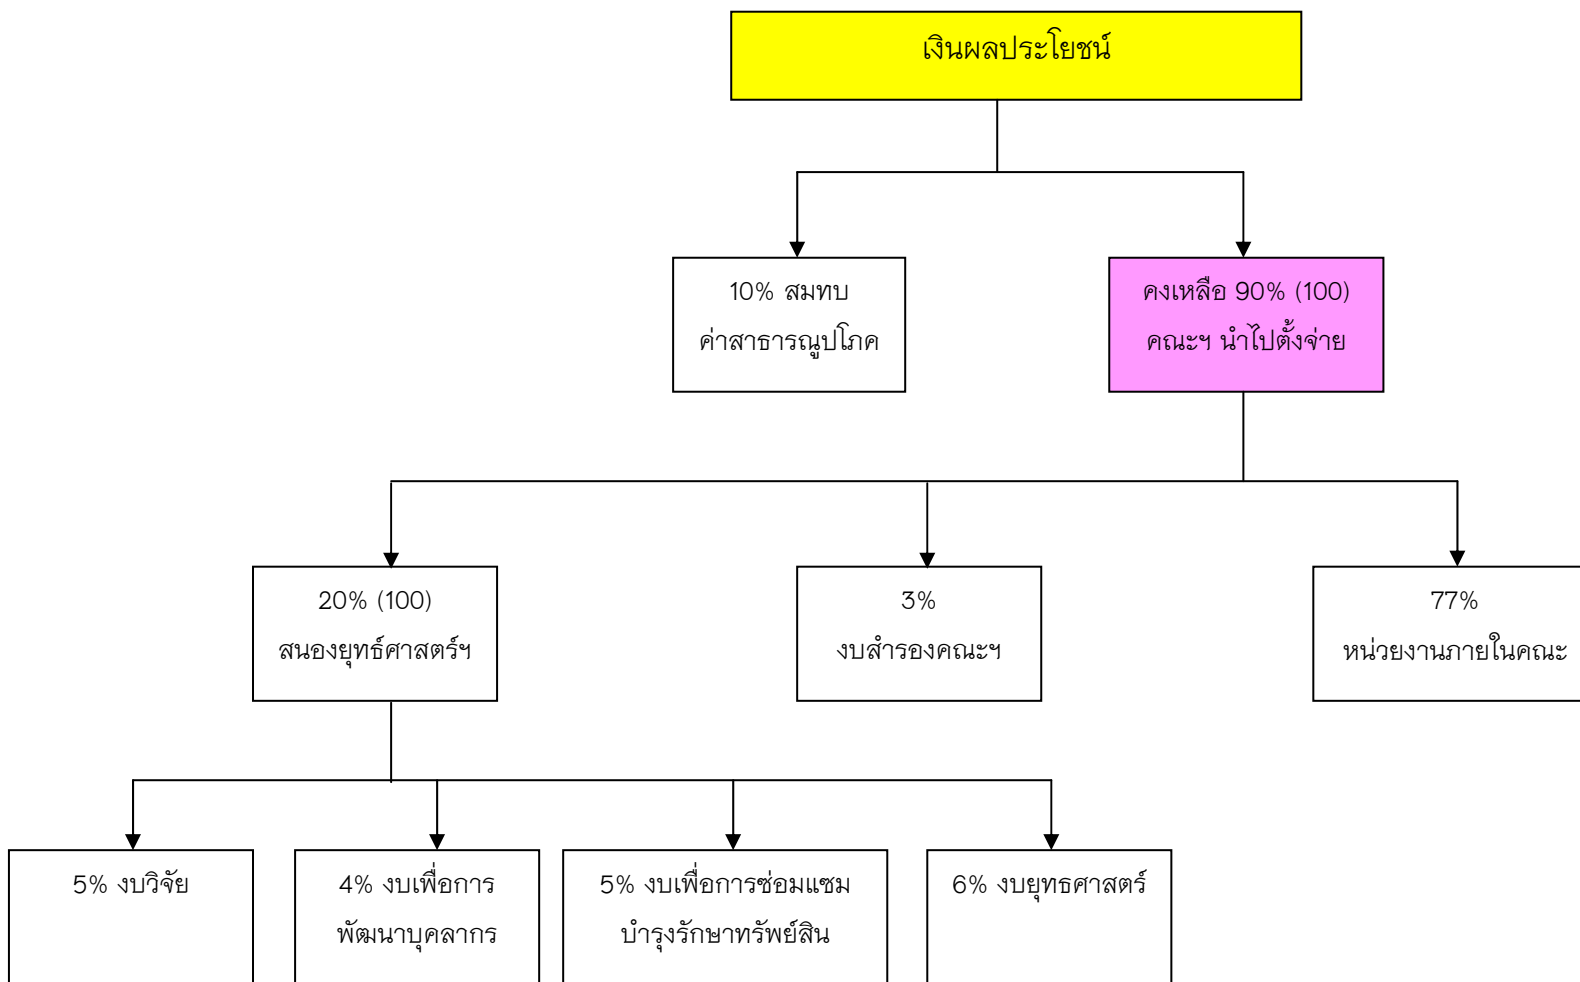 เงินผลประโยชน์
10% สมทบ
ค่าสาธารณูปโภค
คงเหลือ 90% (100)
คณะฯ นำไปตั้งจ่าย
20% (100)
สนองยุทธ์ศาสตร์ฯ
3%
งบสำรองคณะฯ
77%
หน่วยงานภายในคณะ
5% งบวิจัย
4% งบเพื่อการ
พัฒนาบุคลากร
5% งบเพื่อการซ่อมแซม
บำรุงรักษาทรัพย์สิน
6% งบยุทธศาสตร์